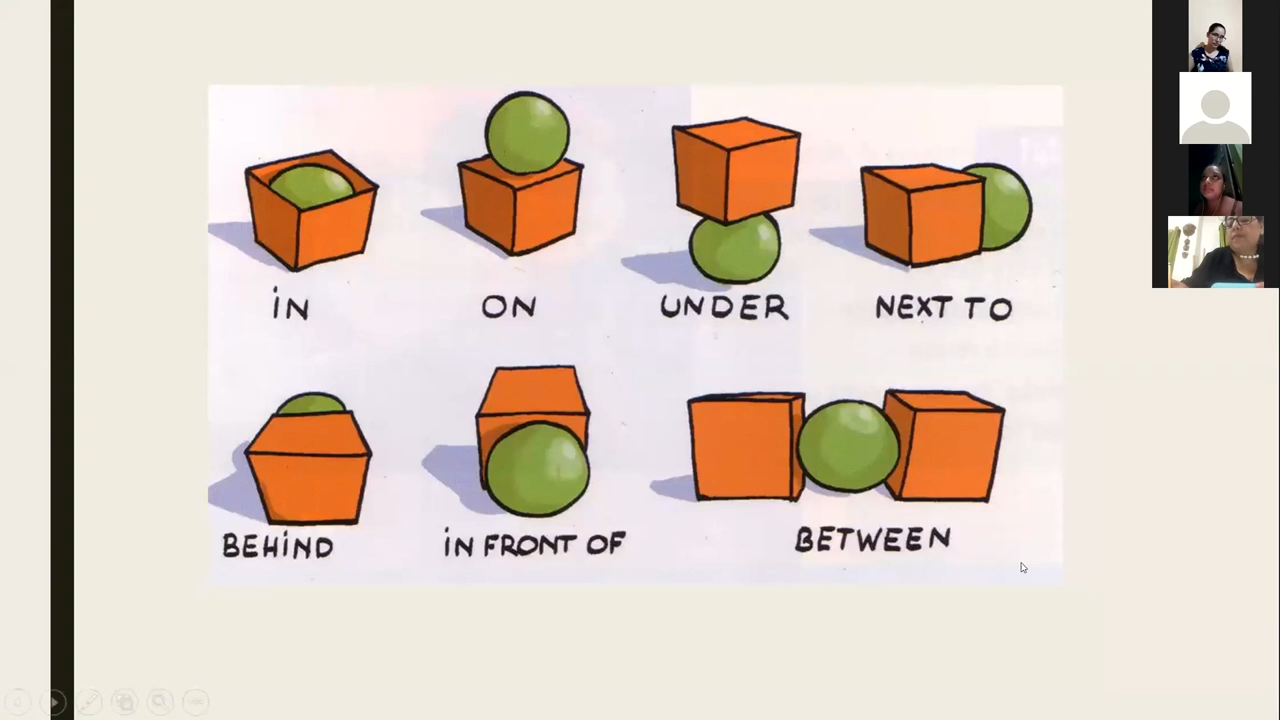 iN
ON
UNDER
NEXT TO
BEHiND
iN FRONT OF
BETWEEN